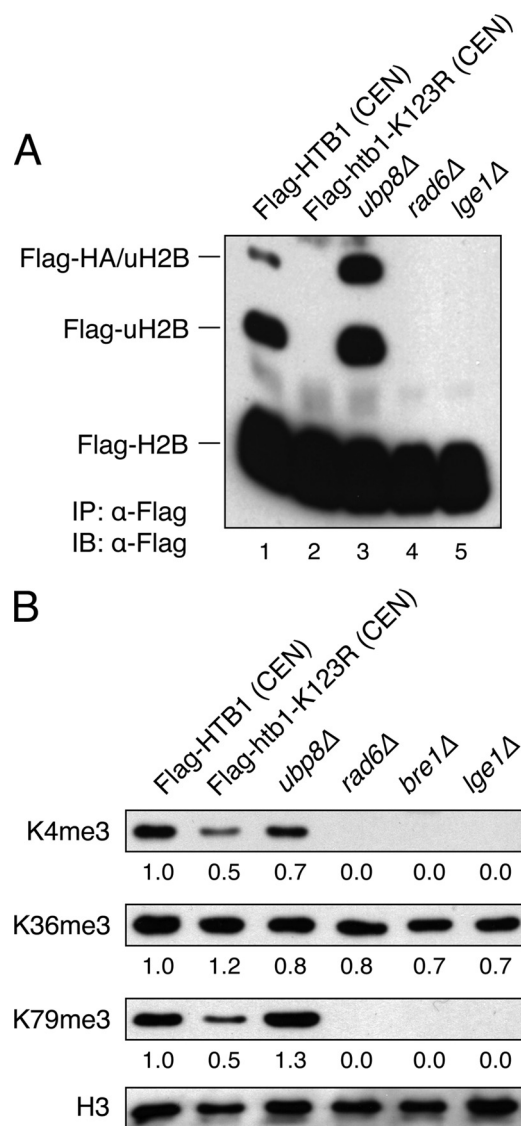 A
Flag-HTB1 (CEN)
Flag-htb1-K123R (CEN)
ubp8Δ
rad6Δ
lge1Δ
Flag-HA/uH2B
Flag-uH2B
Flag-H2B
IP: α-Flag
IB: α-Flag
1 2 3 4 5
B
Flag-HTB1 (CEN)
Flag-htb1-K123R (CEN)
ubp8Δ
rad6Δ
bre1Δ
lge1Δ
K4me3
1.0 0.5 0.7 0.0 0.0 0.0
K36me3
1.0 1.2 0.8 0.8 0.7 0.7
K79me3
1.0 0.5 1.3 0.0 0.0 0.0
H3